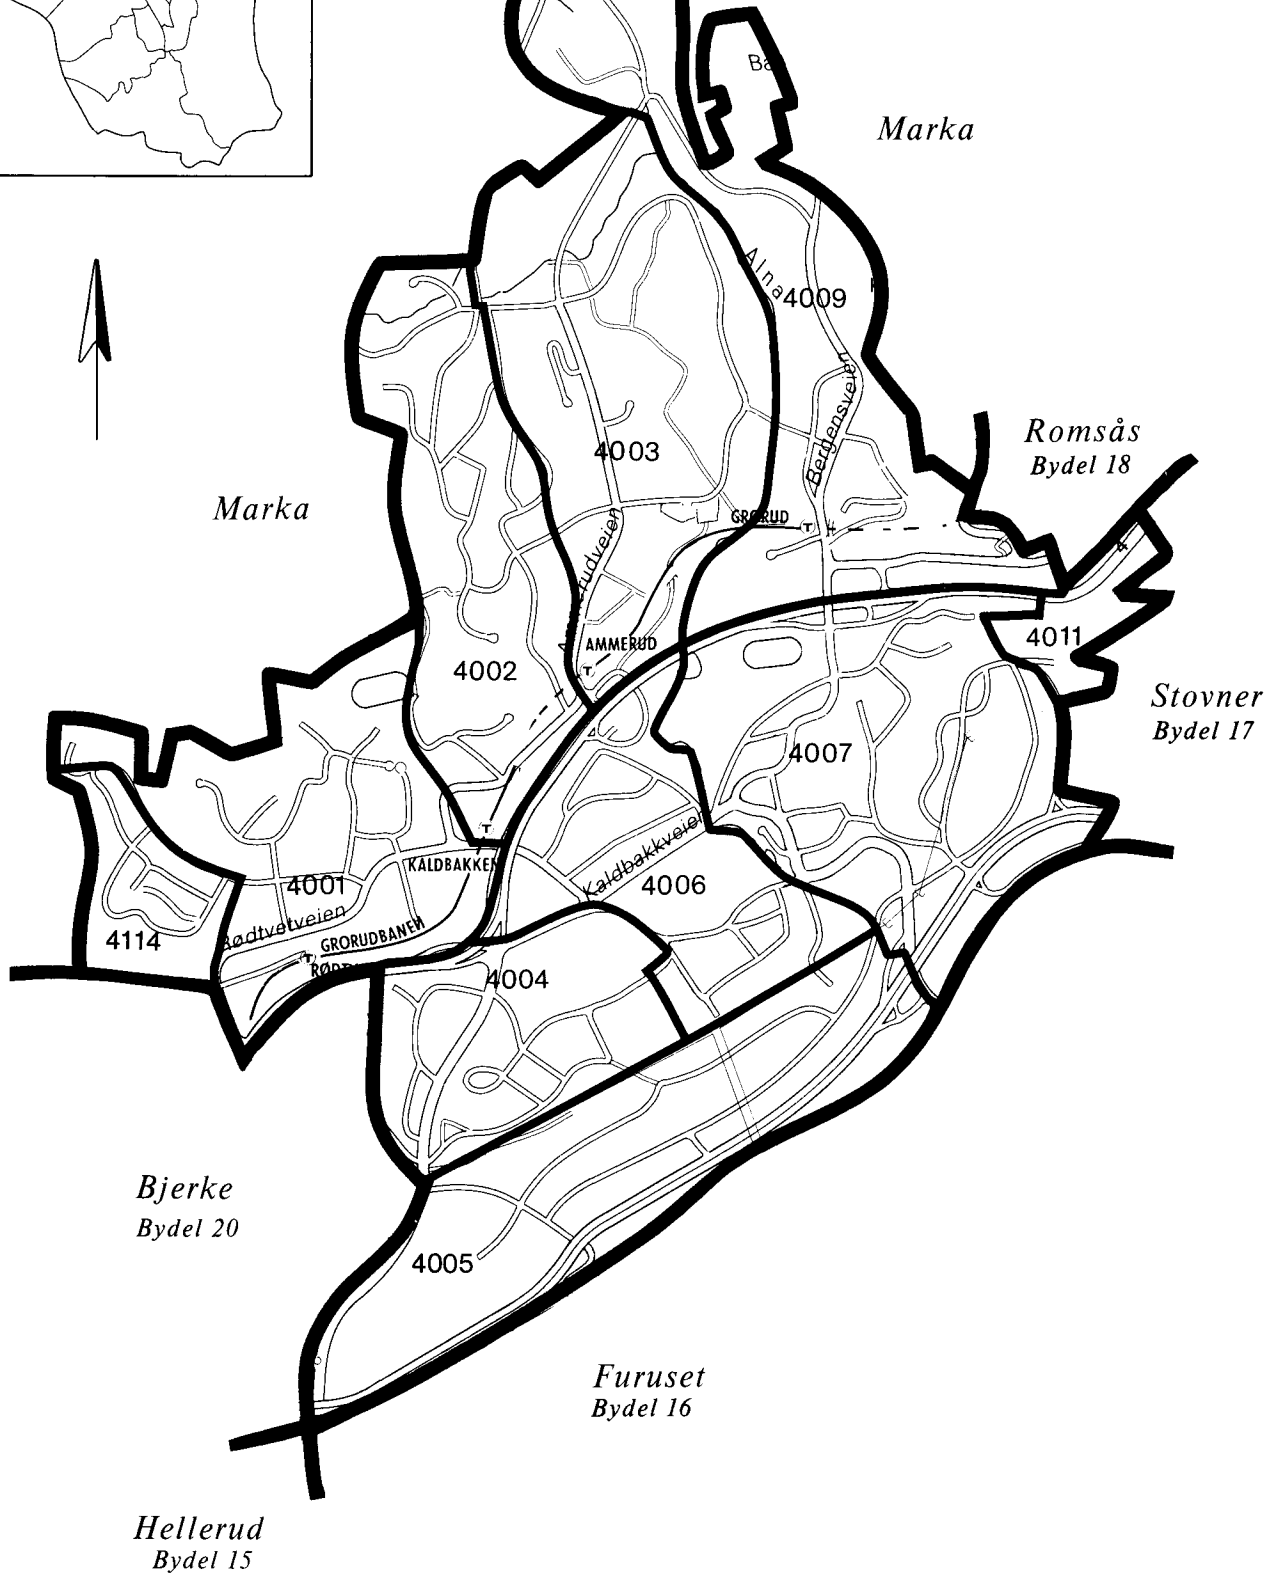 Marka
Alna
4009
Romsås
Bydel 18
Bergensveien
4003
Marka
GRORUD
T
4011
AMMERUD
T
4002
Stovner
Bydel 17
4007
T
KALDBAKKEN
Kaldbakkveien
4001
4006
Rødtvetveien
GRORUDBANEN
4114
T
4004
Bjerke
Bydel 20
4005
Furuset
Bydel 16
Hellerud
Bydel 15